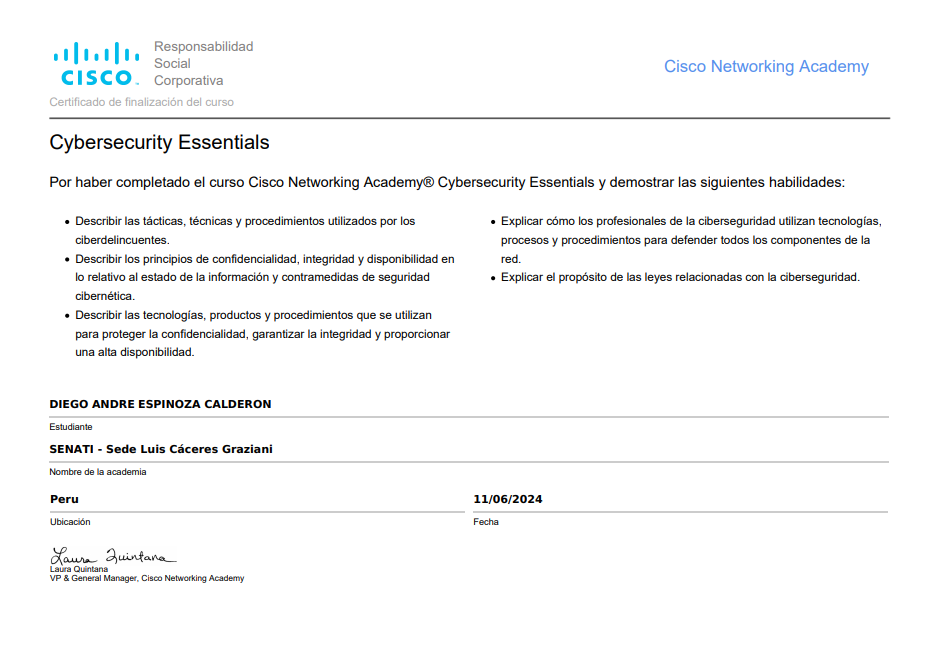 CISCO
Responsabilidad
Social
Corporativa
Cisco Networking Academy
Certificado de finalización del curso
Cybersecurity Essentials
Por haber completado el curso Cisco Networking Academy® Cybersecurity Essentials y demostrar las siguientes habilidades:
• Describir las tácticas, técnicas y procedimientos utilizados por los
ciberdelincuentes.
• Describir los principios de confidencialidad, integridad y disponibilidad en
lo relativo al estado de la información y contramedidas de seguridad
cibernética.
• Describir las tecnologías, productos y procedimientos que se utilizan
para proteger la confidencialidad, garantizar la integridad y proporcionar
una alta disponibilidad.
• Explicar cómo los profesionales de la ciberseguridad utilizan tecnologías,
procesos y procedimientos para defender todos los componentes de la
red.
• Explicar el propósito de las leyes relacionadas con la ciberseguridad.
DIEGO ANDRE ESPINOZA CALDERON
Estudiante
SENATI - Sede Luis Cáceres Graziani
Nombre de la academia
Peru
Ubicación
11/06/2024
Fecha
Laura Quintana
Laura Quintana
VP & General Manager, Cisco Networking Academy